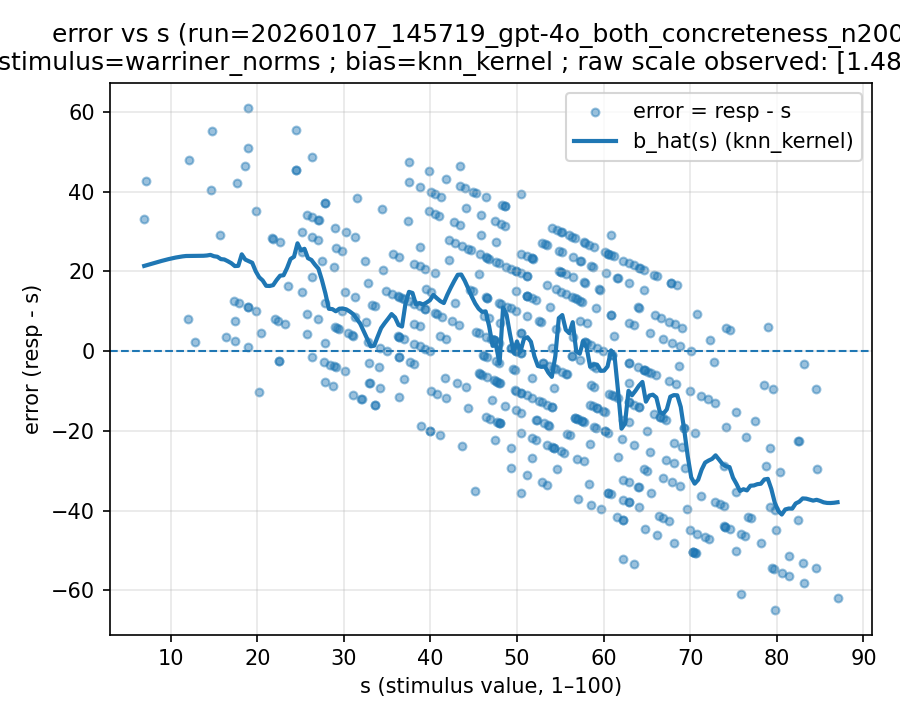 error vs s (run=20260107_145719_gpt-4o_both_concreteness_n200
stimulus=warriner_norms ; bias=knn_kernel ; raw scale observed: [1.48
error = resp - s
b_hat(s) (knn_kernel)
60
40
20
0
−20
−40
−60
error (resp - s)
10 20 30 40 50 60 70 80 90
s (stimulus value, 1–100)